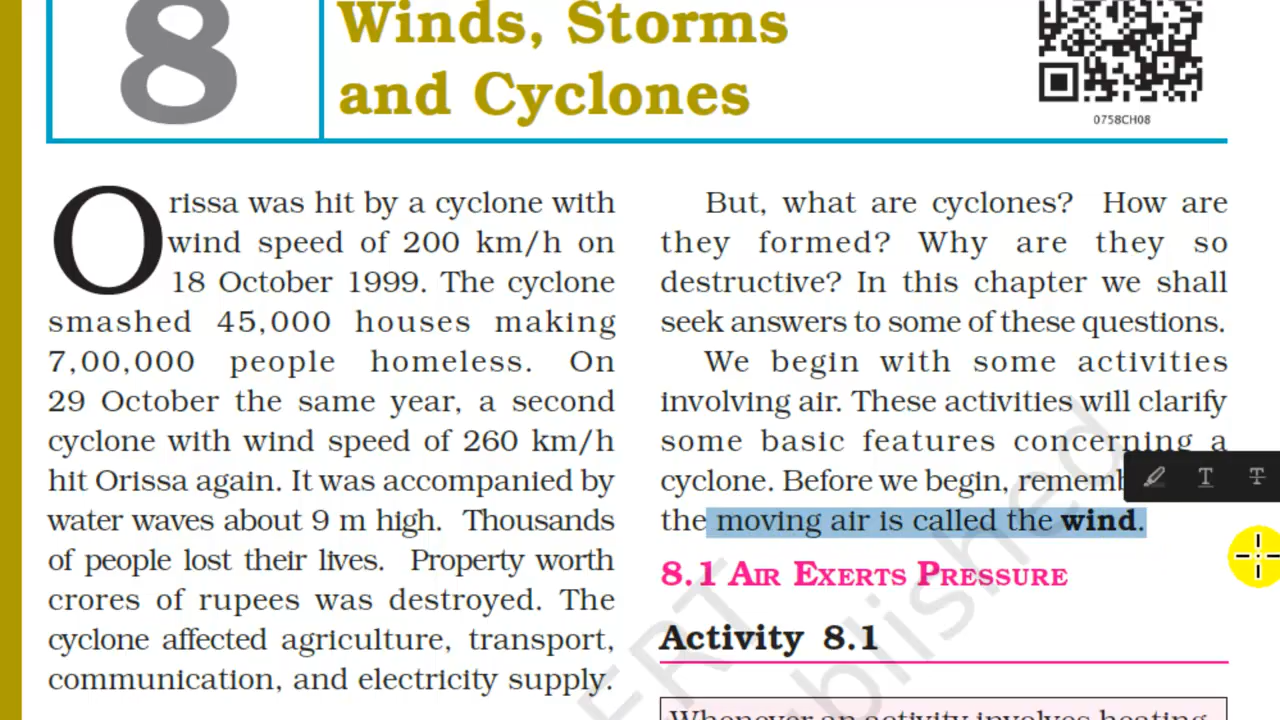 8
Winds, Storms
and Cyclones
0758CH08
Orissa was hit by a cyclone with
wind speed of 200 km/h on
18 October 1999. The cyclone
smashed 45,000 houses making
7,00,000 people homeless. On
29 October the same year, a second
cyclone with wind speed of 260 km/h
hit Orissa again. It was accompanied by
water waves about 9 m high. Thousands
of people lost their lives. Property worth
crores of rupees was destroyed. The
cyclone affected agriculture, transport,
communication, and electricity supply.
But, what are cyclones? How are
they formed? Why are they so
destructive? In this chapter we shall
seek answers to some of these questions.
We begin with some activities
involving air. These activities will clarify
some basic features concerning a
cyclone. Before we begin, rememb
the moving air is called the wind.
8.1 AIR EXERTS PRESSURE
Activity 8.1
Whenever an activity involves heating